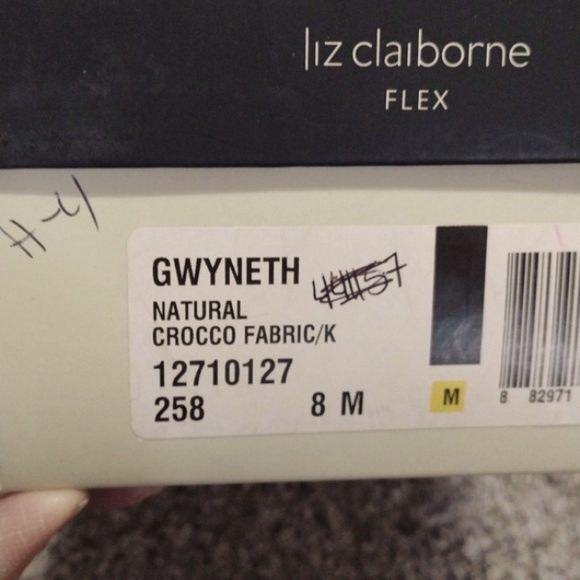 liz claiborne
FLEX
GWYNETH
NATURAL
CROCCO FABRIC/K
12710127
258 8 M
M
8 82971